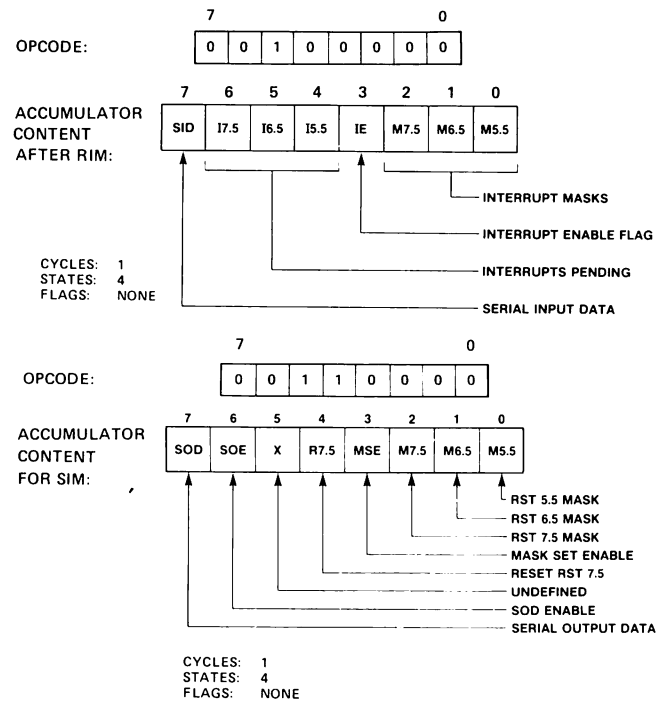 7 0
OPCODE: 0 0 1 0 0 0 0 0
7 6 5 4 3 2 1 0
ACCUMULATOR
CONTENT
AFTER RIM:
SID I7.5 I6.5 I5.5 IE M7.5 M6.5 M5.5
INTERRUPT MASKS
INTERRUPT ENABLE FLAG
INTERRUPTS PENDING
SERIAL INPUT DATA
CYCLES: 1
STATES: 4
FLAGS: NONE
7 0
OPCODE: 0 0 1 1 0 0 0 0
7 6 5 4 3 2 1 0
ACCUMULATOR
CONTENT
FOR SIM:
SOD SOE X R7.5 MSE M7.5 M6.5 M5.5
RST 5.5 MASK
RST 6.5 MASK
RST 7.5 MASK
MASK SET ENABLE
RESET RST 7.5
UNDEFINED
SOD ENABLE
SERIAL OUTPUT DATA
CYCLES: 1
STATES: 4
FLAGS: NONE